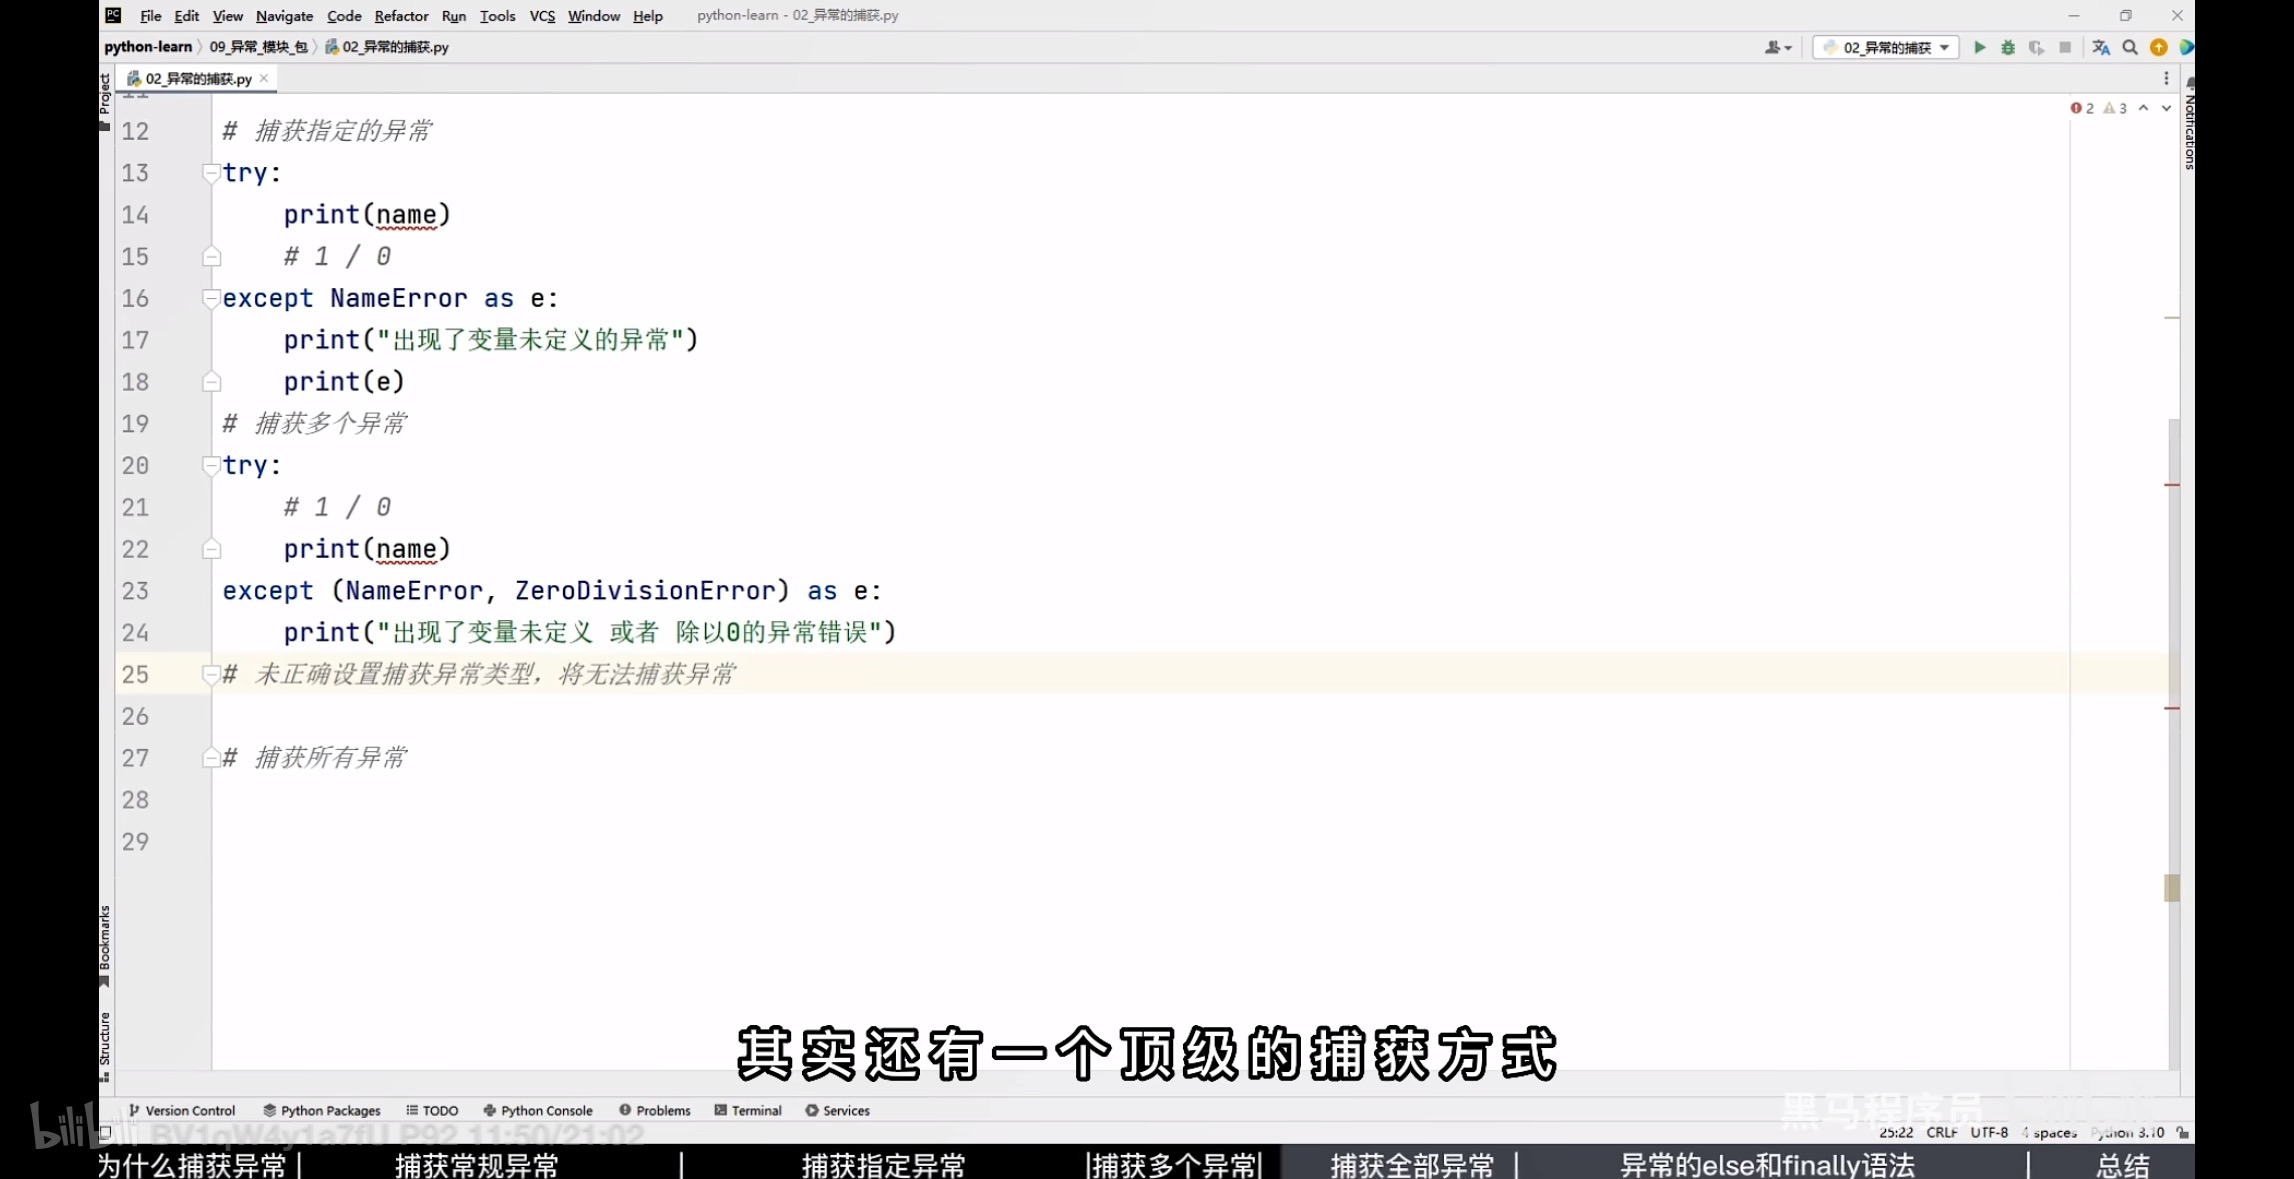 File Edit View Navigate Code Refactor Run Tools VCS Window Help python-learn - 02_异常的捕获.py
python-learn 09_异常_模块_包 02_异常的捕获.py 02_异常的捕获
02_异常的捕获.py
Project
Notifications
2 3
11
12 # 捕获指定的异常
13 try:
14 print(name)
15 # 1 / 0
16 except NameError as e:
17 print("出现了变量未定义的异常")
18 print(e)
19 # 捕获多个异常
20 try:
21 # 1 / 0
22 print(name)
23 except (NameError, ZeroDivisionError) as e:
24 print("出现了变量未定义 或者 除以0的异常错误")
25 # 未正确设置捕获异常类型，将无法捕获异常
26
27 # 捕获所有异常
28
29
Bookmarks
Structure
其实还有一个顶级的捕获方式
Version Control Python Packages TODO Python Console Problems Terminal Services
黑马程序员
bilibili BV1qW4y1a7fU P92 11:50/21:02
25:22 CRLF UTF-8 4 spaces Python 3.10
为什么捕获异常 | 捕获常规异常 | 捕获指定异常 |捕获多个异常| 捕获全部异常 | 异常的else和finally语法 | 总结